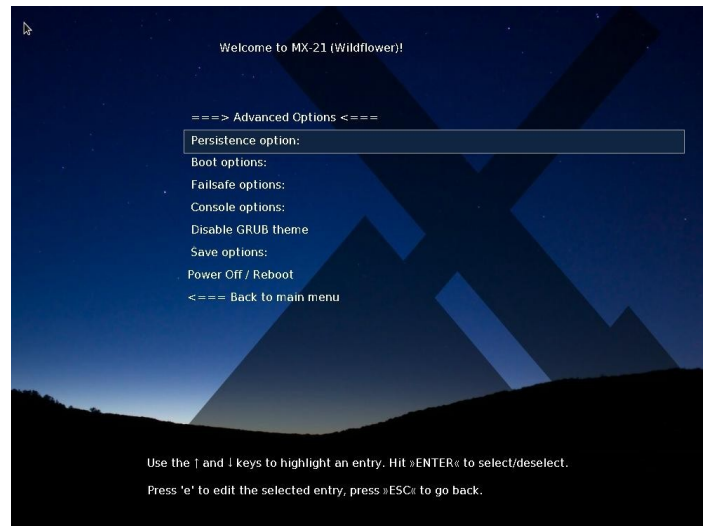 Welcome to MX-21 (Wildflower)!
===> Advanced Options <===
Persistence option:
Boot options:
Failsafe options:
Console options:
Disable GRUB theme
Save options:
Power Off / Reboot
<=== Back to main menu
Use the ↑ and ↓ keys to highlight an entry. Hit »ENTER« to select/deselect.
Press 'e' to edit the selected entry, press »ESC« to go back.